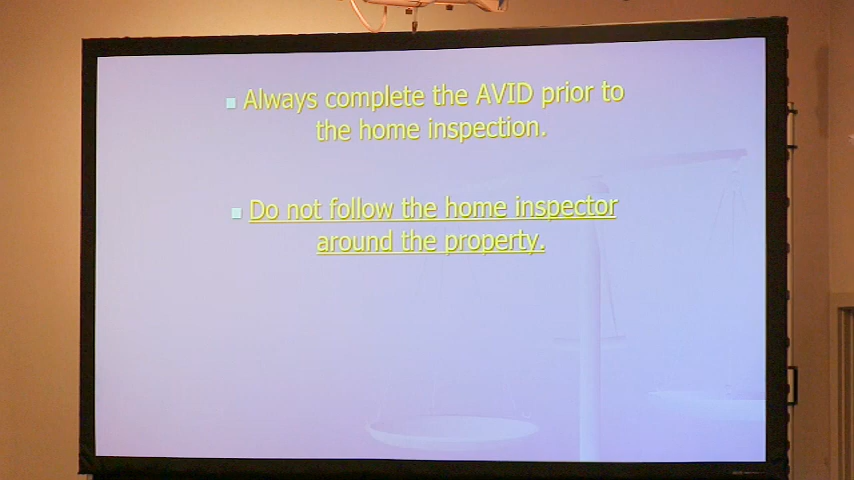 Always complete the AVID prior to
the home inspection.
Do not follow the home inspector
around the property.